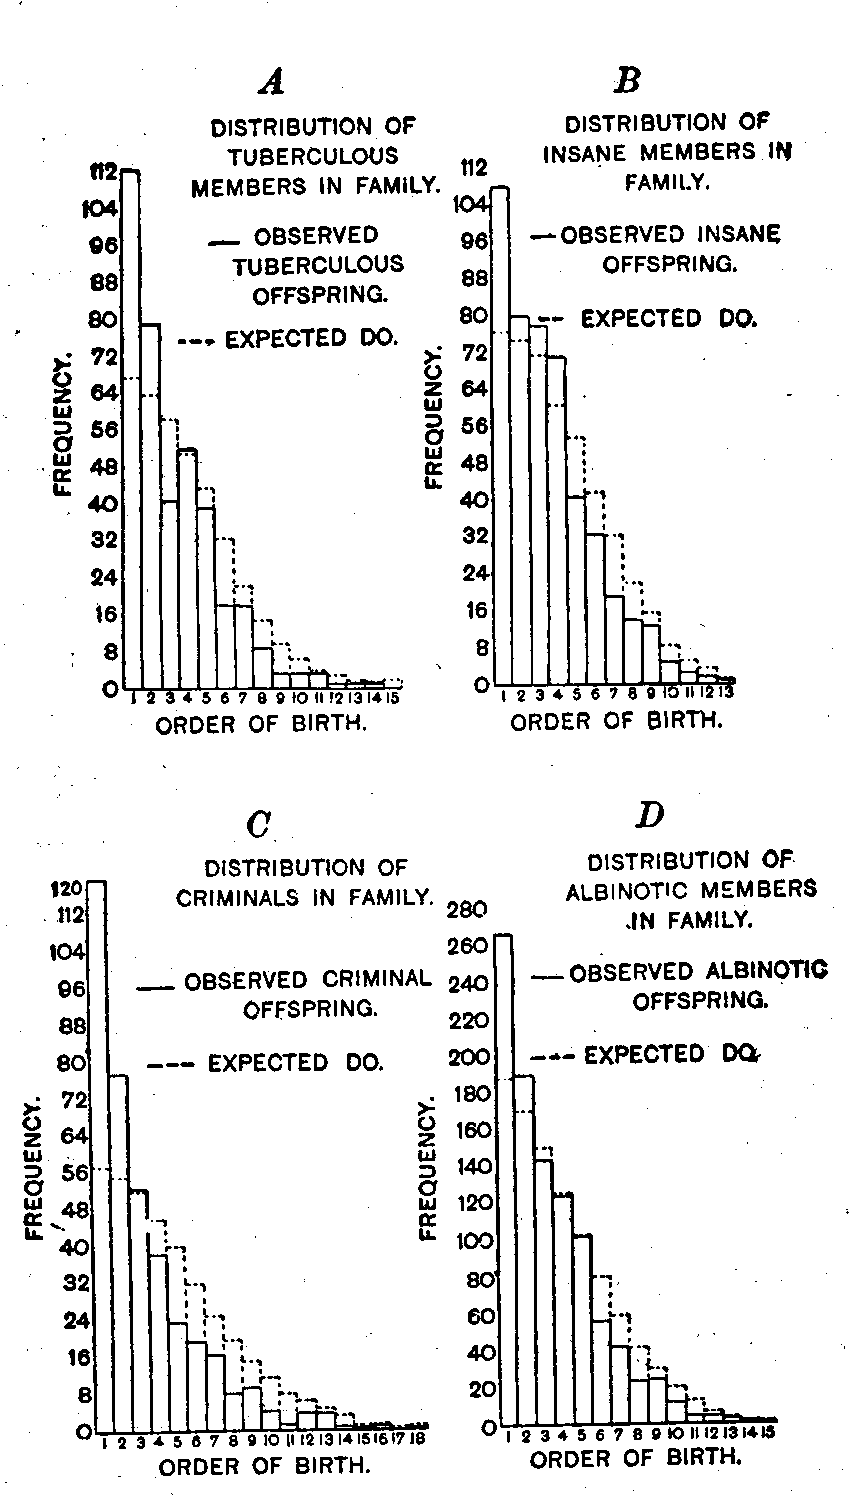 A
DISTRIBUTION OF
TUBERCULOUS
MEMBERS IN FAMILY.
OBSERVED
TUBERCULOUS
OFFSPRING.
EXPECTED DO.
FREQUENCY.
112
104
96
88
80
72
64
56
48
40
32
24
16
8
0
1 2 3 4 5 6 7 8 9 10 11 12 13 14 15
ORDER OF BIRTH.
B
DISTRIBUTION OF
INSANE MEMBERS IN
FAMILY.
OBSERVED INSANE
OFFSPRING.
EXPECTED DO.
FREQUENCY.
112
104
96
88
80
72
64
56
48
40
32
24
16
8
0
1 2 3 4 5 6 7 8 9 10 11 12 13
ORDER OF BIRTH.
C
DISTRIBUTION OF
CRIMINALS IN FAMILY.
OBSERVED CRIMINAL
OFFSPRING.
EXPECTED DO.
FREQUENCY.
120
112
104
96
88
80
72
64
56
48
40
32
24
16
8
0
1 2 3 4 5 6 7 8 9 10 11 12 13 14 15 16 17 18
ORDER OF BIRTH.
D
DISTRIBUTION OF
ALBINOTIC MEMBERS
IN FAMILY.
OBSERVED ALBINOTIC
OFFSPRING.
EXPECTED DO.
FREQUENCY.
280
260
240
220
200
180
160
140
120
100
80
60
40
20
0
1 2 3 4 5 6 7 8 9 10 11 12 13 14 15
ORDER OF BIRTH.